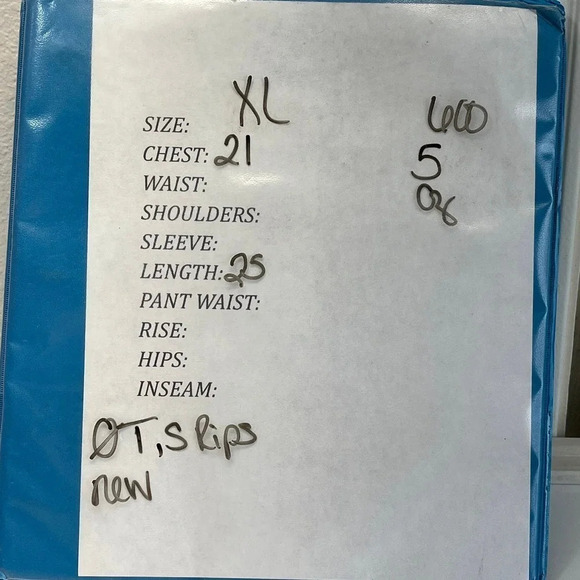 SIZE: XL
CHEST: 21
WAIST:
SHOULDERS:
SLEEVE:
LENGTH: 25
PANT WAIST:
RISE:
HIPS:
INSEAM:
ØT, S Rips
new
600
5